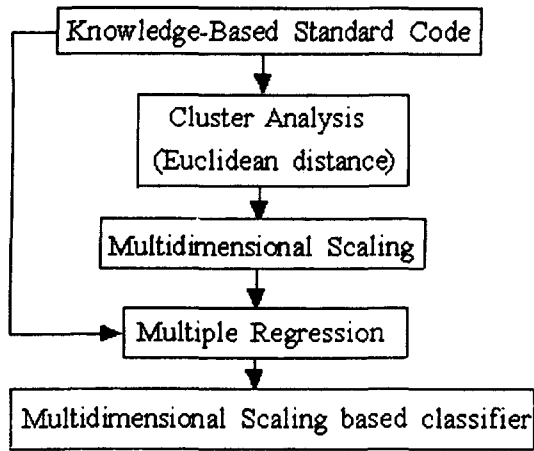 Knowledge-Based Standard Code
Cluster Analysis
(Euclidean distance)
Multidimensional Scaling
Multiple Regression
Multidimensional Scaling based classifier